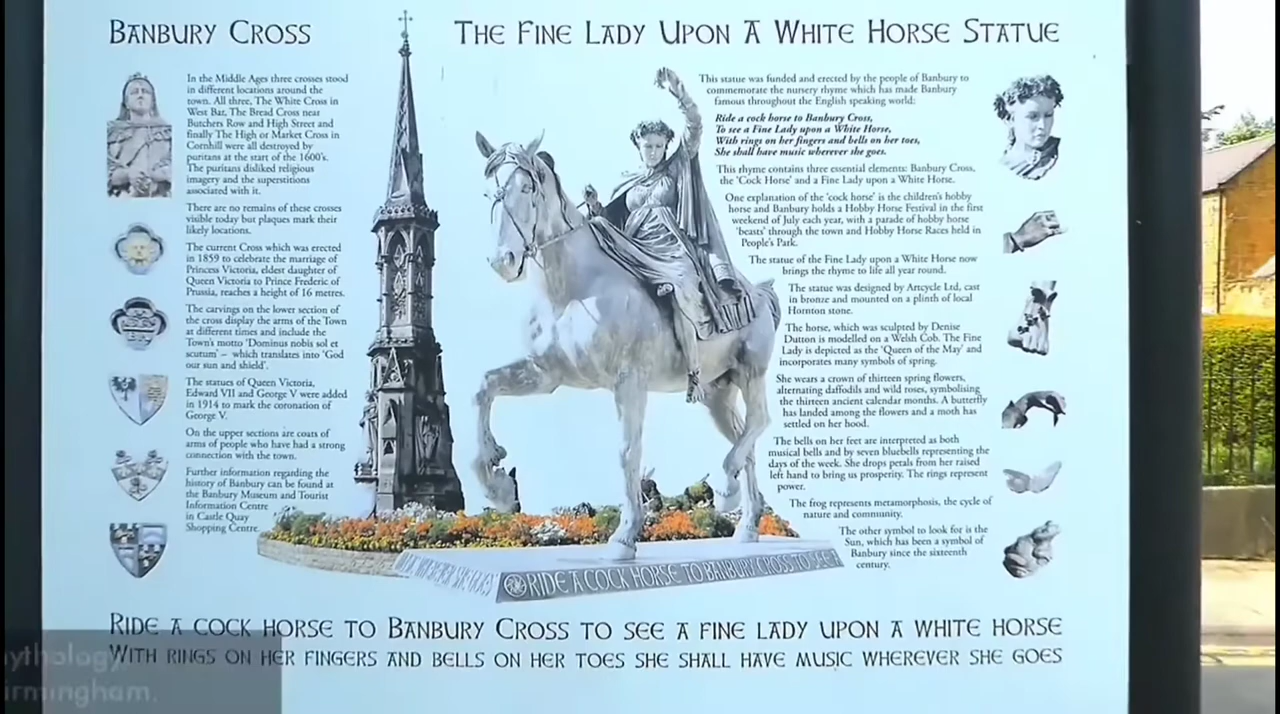 BANBURY CROSS
In the Middle Ages three crosses stood
in different locations around the
town. All three, The White Cross in
West Bar, The Bread Cross near
Butchers Row and High Street and
finally The High or Market Cross in
Cornhill were all destroyed by
puritans at the start of the 1600's.
The puritans disliked religious
imagery and the superstitions
associated with it.
There are no remains of these crosses
visible today but plaques mark their
likely locations.
The current Cross which was erected
in 1859 to celebrate the marriage of
Princess Victoria, eldest daughter of
Queen Victoria to Prince Frederic of
Prussia, reaches a height of 16 metres.
The carvings on the lower section of
the cross display the arms of the Town
at different times and include the
Town's motto 'Dominus nobis sol et
scutum' – which translates into 'God
our sun and shield'.
The statues of Queen Victoria,
Edward VII and George V were added
in 1914 to mark the coronation of
George V.
On the upper sections are coats of
arms of people who have had a strong
connection with the town.
Further information regarding the
history of Banbury can be found at
the Banbury Museum and Tourist
Information Centre
in Castle Quay
Shopping Centre.
THE FINE LADY UPON A WHITE HORSE STATUE
This statue was funded and erected by the people of Banbury to
commemorate the nursery rhyme which has made Banbury
famous throughout the English speaking world:
Ride a cock horse to Banbury Cross,
To see a Fine Lady upon a White Horse,
With rings on her fingers and bells on her toes,
She shall have music wherever she goes.
This rhyme contains three essential elements: Banbury Cross,
the 'Cock Horse' and a Fine Lady upon a White Horse.
One explanation of the 'cock horse' is the children's hobby
horse and Banbury holds a Hobby Horse Festival in the first
weekend of July each year, with a parade of hobby horse
'beasts' through the town and Hobby Horse Races held in
People's Park.
The statue of the Fine Lady upon a White Horse now
brings the rhyme to life all year round.
The statue was designed by Artcycle Ltd, cast
in bronze and mounted on a plinth of local
Hornton stone.
The horse, which was sculpted by Denise
Dutton is modelled on a Welsh Cob. The Fine
Lady is depicted as the 'Queen of the May' and
incorporates many symbols of spring.
She wears a crown of thirteen spring flowers,
alternating daffodils and wild roses, symbolising
the thirteen ancient calendar months. A butterfly
has landed among the flowers and a moth has
settled on her hood.
The bells on her feet are interpreted as both
musical bells and by seven bluebells representing the
days of the week. She drops petals from her raised
left hand to bring us prosperity. The rings represent
power.
The frog represents metamorphosis, the cycle of
nature and community.
The other symbol to look for is the
Sun, which has been a symbol of
Banbury since the sixteenth
century.
SHE GOES
RIDE A COCK HORSE TO BANBURY CROSS TO SEE A
RIDE A COCK HORSE TO BANBURY CROSS TO SEE A FINE LADY UPON A WHITE HORSE
WITH RINGS ON HER FINGERS AND BELLS ON HER TOES SHE SHALL HAVE MUSIC WHEREVER SHE GOES
ythology,
irmingham.